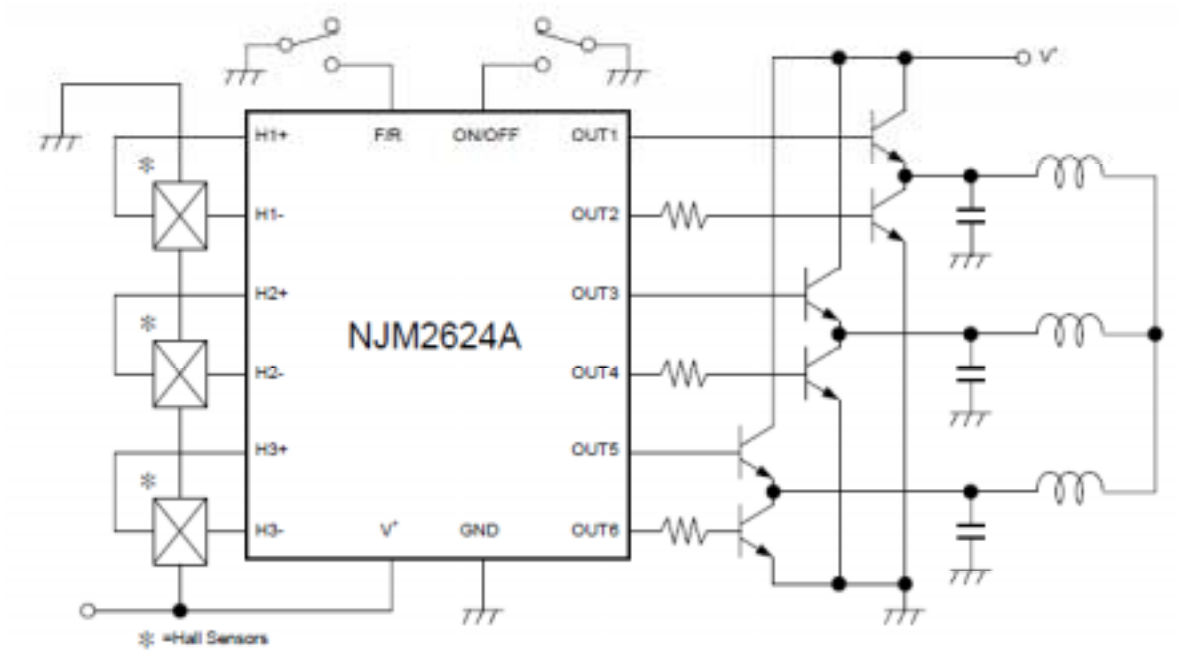 V⁺
H1+
F/R
ON/OFF
OUT1
※
H1-
OUT2
H2+
OUT3
※
NJM2624A
H2-
OUT4
H3+
OUT5
※
H3-
V⁺
GND
OUT6
※ =Hall Sensors